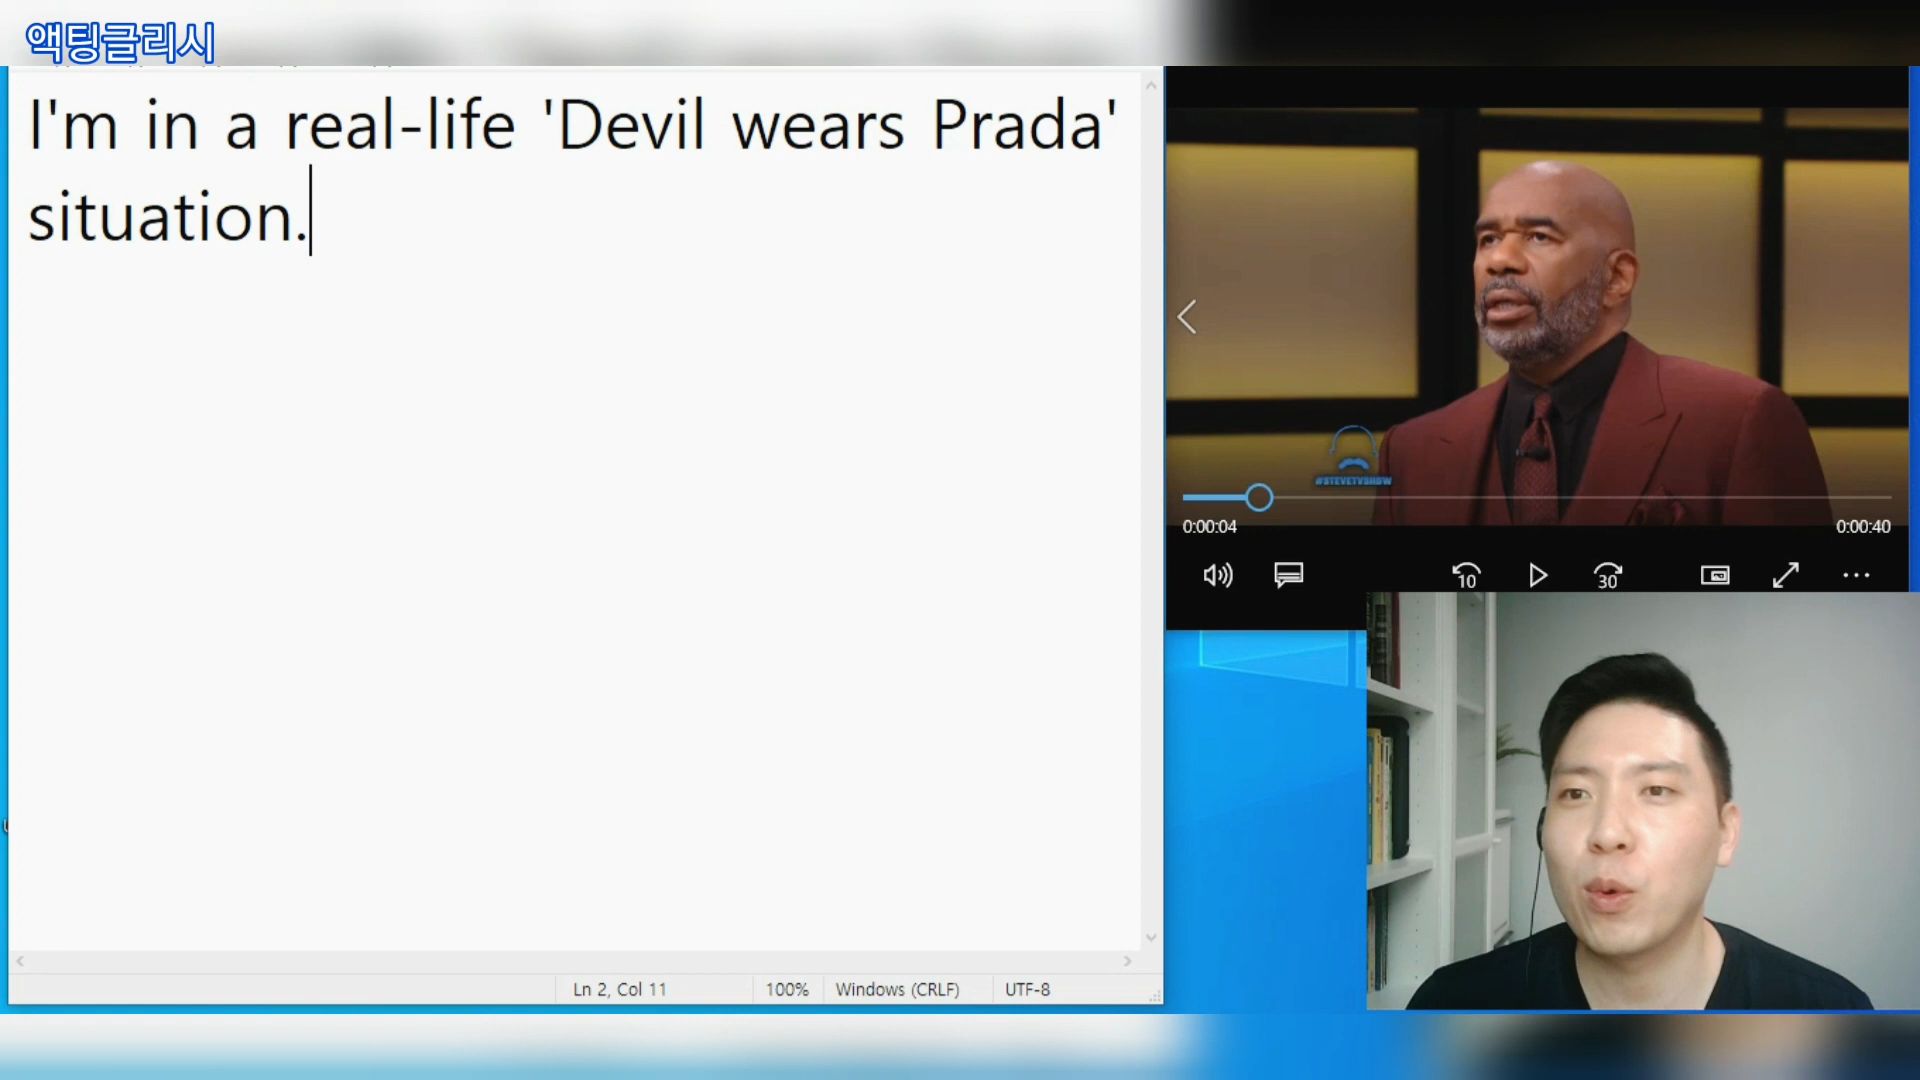 액팅글리시
I'm in a real-life 'Devil wears Prada'
situation.
#STEVETVSHOW
0:00:04
0:00:40
10
30
Ln 2, Col 11
100%
Windows (CRLF)
UTF-8